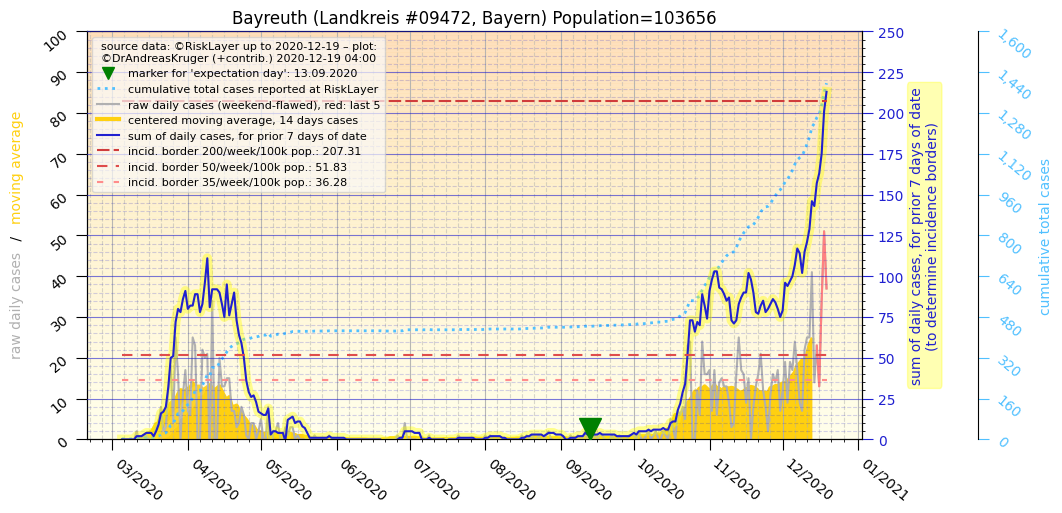 Bayreuth (Landkreis #09472, Bayern) Population=103656
source data: ©RiskLayer up to 2020-12-19 – plot:
©DrAndreasKruger (+contrib.) 2020-12-19 04:00
marker for 'expectation day': 13.09.2020
cumulative total cases reported at RiskLayer
raw daily cases (weekend-flawed), red: last 5
centered moving average, 14 days cases
sum of daily cases, for prior 7 days of date
incid. border 200/week/100k pop.: 207.31
incid. border 50/week/100k pop.: 51.83
incid. border 35/week/100k pop.: 36.28
raw daily cases / moving average
100
90
80
70
60
50
40
30
20
10
0
03/2020
04/2020
05/2020
06/2020
07/2020
08/2020
09/2020
10/2020
11/2020
12/2020
01/2021
250
225
200
175
150
125
100
75
50
25
0
sum of daily cases, for prior 7 days of date
(to determine incidence borders)
1,600
1,440
1,280
1,120
960
800
640
480
320
160
0
cumulative total cases